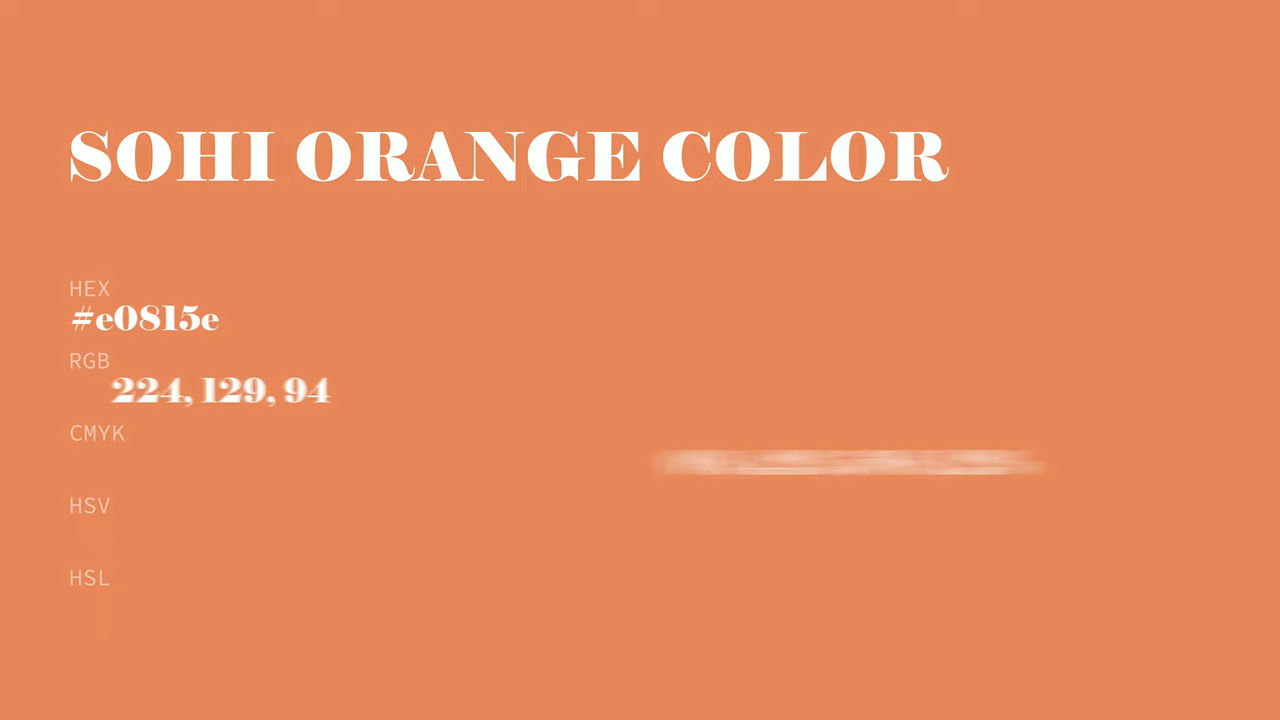 SOHI ORANGE COLOR
HEX
#e0815e
RGB
224, 129, 94
CMYK
HSV
HSL